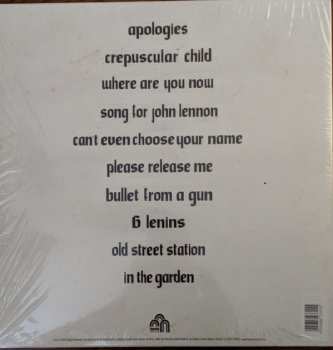 apologies
crepuscular child
where are you now
song for john lennon
can't even choose your name
please release me
bullet from a gun
6 lenins
old street station
in the garden